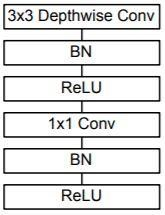 3x3 Depthwise Conv
BN
ReLU
1x1 Conv
BN
ReLU